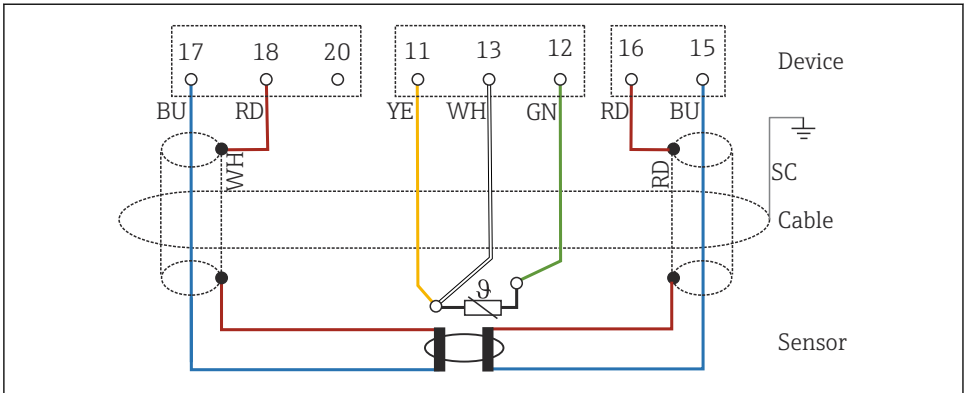 17 18 20 11 13 12 16 15
Device
BU RD YE WH GN RD BU
WH RD SC
Cable
ϑ
Sensor